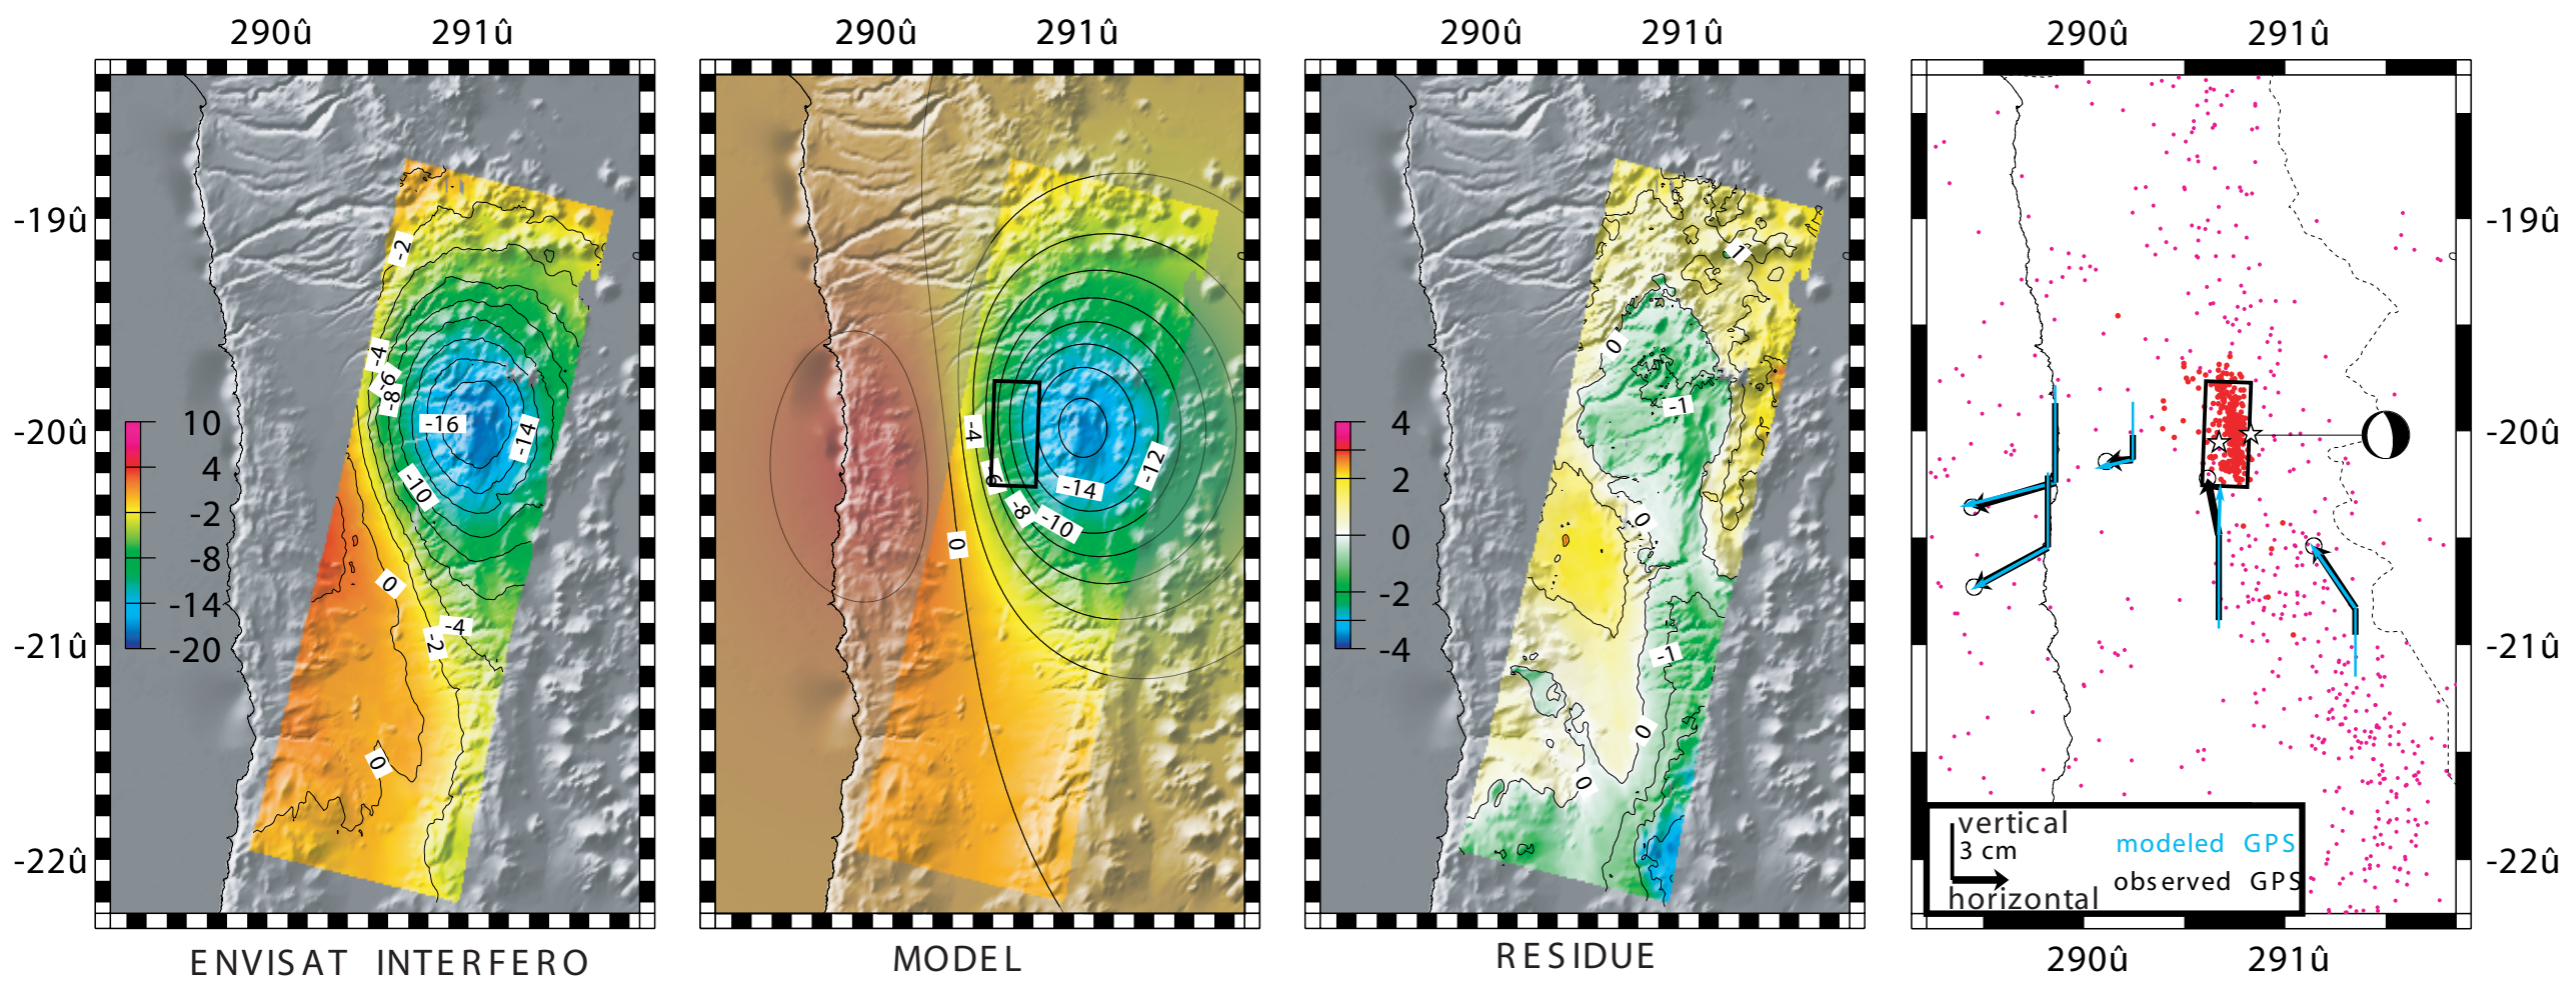 290û 291û 290û 291û 290û 291û 290û 291û
-19û -19û
-20û -20û
-21û -21û
-22û -22û
10
4
-2
-8
-14
-20
-2
-4
-6
-8
-16
-14
-10
0
-2
-4
0
-4
-6
-8
-10
-14
-12
0
4
2
0
-2
-4
1
0
-1
0
-1
0
0
vertical
3 cm
horizontal
modeled GPS
observed GPS
ENVISAT INTERFERO
MODEL
RESIDUE
290û 291û